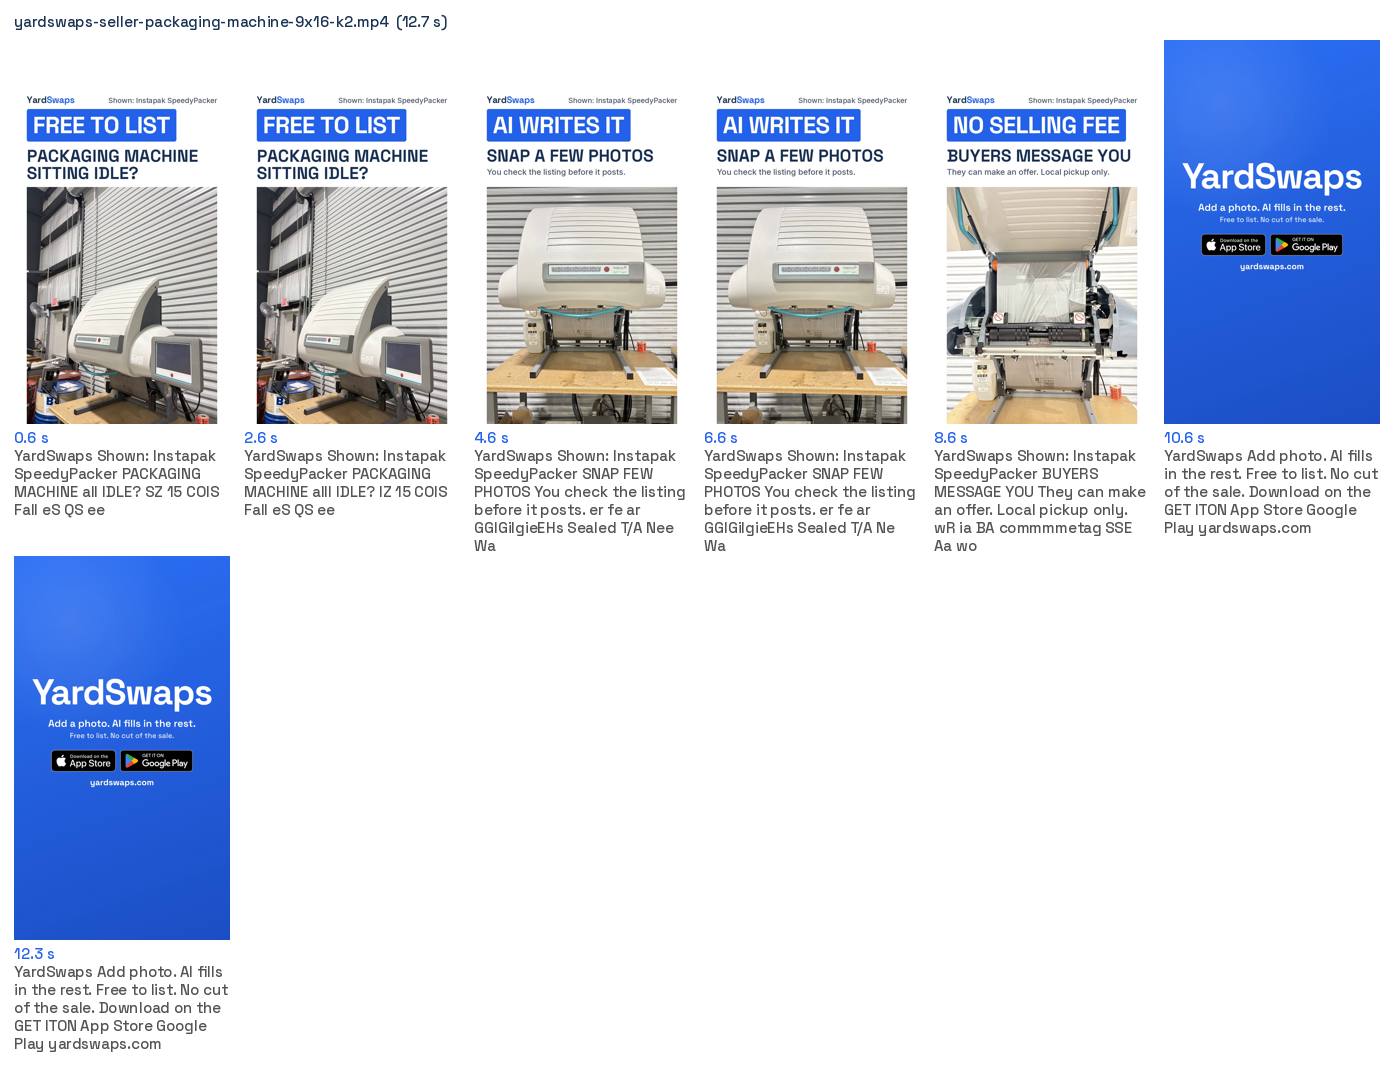 yardswaps-seller-packaging-machine-9x16-k2.mp4 (12.7 s)
YardSwaps Shown: Instapak SpeedyPacker
FREE TO LIST
PACKAGING MACHINE
SITTING IDLE?
0.6 s
YardSwaps Shown: Instapak
SpeedyPacker PACKAGING
MACHINE all IDLE? SZ 15 COIS
Fall eS QS ee
YardSwaps Shown: Instapak SpeedyPacker
FREE TO LIST
PACKAGING MACHINE
SITTING IDLE?
2.6 s
YardSwaps Shown: Instapak
SpeedyPacker PACKAGING
MACHINE alll IDLE? IZ 15 COIS
Fall eS QS ee
YardSwaps Shown: Instapak SpeedyPacker
AI WRITES IT
SNAP A FEW PHOTOS
You check the listing before it posts.
4.6 s
YardSwaps Shown: Instapak
SpeedyPacker SNAP FEW
PHOTOS You check the listing
before it posts. er fe ar
GGIGilgieEHs Sealed T/A Nee
Wa
YardSwaps Shown: Instapak SpeedyPacker
AI WRITES IT
SNAP A FEW PHOTOS
You check the listing before it posts.
6.6 s
YardSwaps Shown: Instapak
SpeedyPacker SNAP FEW
PHOTOS You check the listing
before it posts. er fe ar
GGIGilgieEHs Sealed T/A Ne
Wa
YardSwaps Shown: Instapak SpeedyPacker
NO SELLING FEE
BUYERS MESSAGE YOU
They can make an offer. Local pickup only.
8.6 s
YardSwaps Shown: Instapak
SpeedyPacker BUYERS
MESSAGE YOU They can make
an offer. Local pickup only.
wR ia BA commmmetag SSE
Aa wo
YardSwaps
Add a photo. AI fills in the rest.
Free to list. No cut of the sale.
Download on the App Store GET IT ON Google Play
yardswaps.com
10.6 s
YardSwaps Add photo. AI fills
in the rest. Free to list. No cut
of the sale. Download on the
GET ITON App Store Google
Play yardswaps.com
YardSwaps
Add a photo. AI fills in the rest.
Free to list. No cut of the sale.
Download on the App Store GET IT ON Google Play
yardswaps.com
12.3 s
YardSwaps Add photo. AI fills
in the rest. Free to list. No cut
of the sale. Download on the
GET ITON App Store Google
Play yardswaps.com